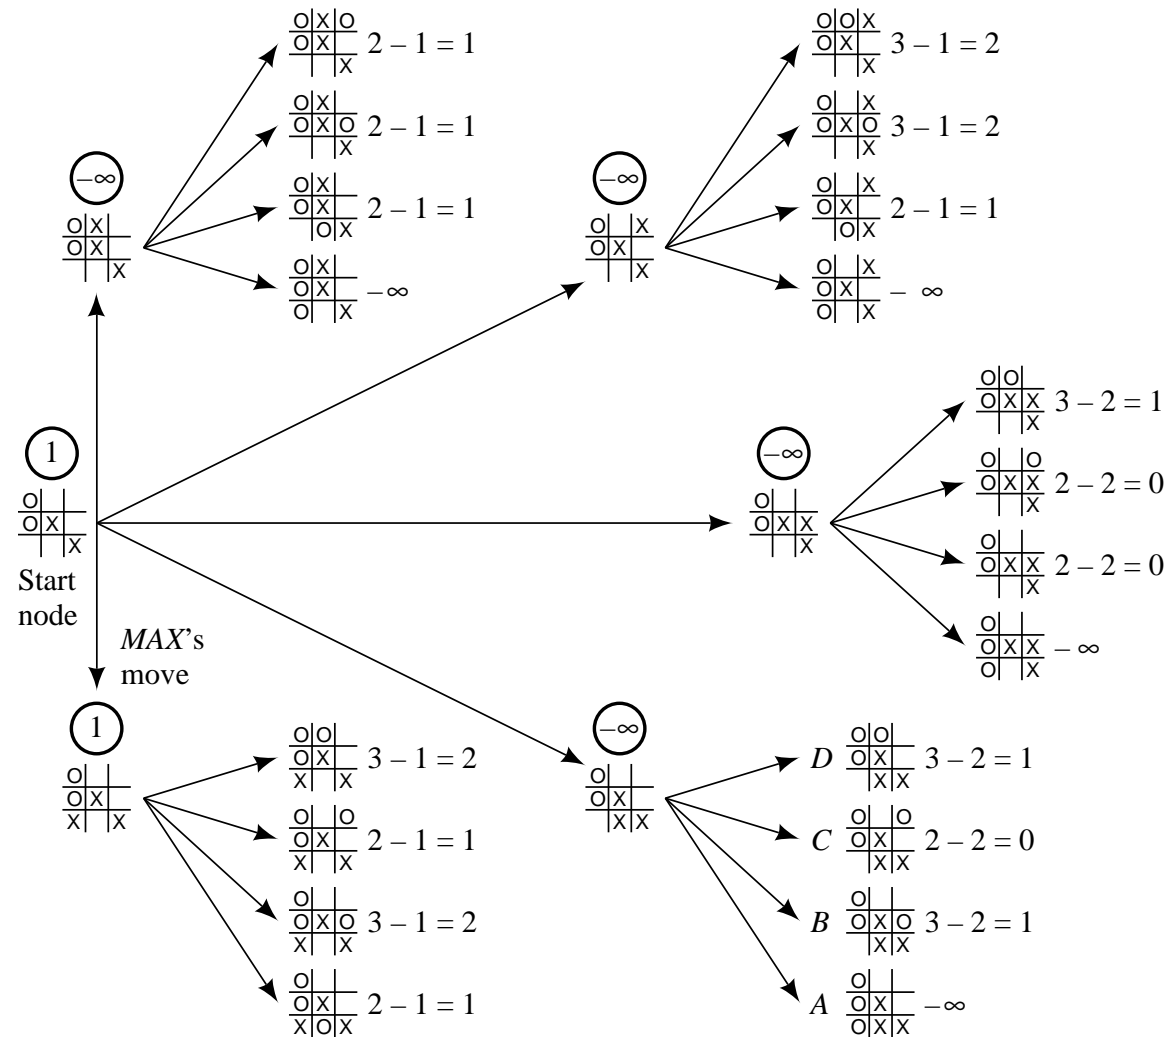 O X O
O X 2 – 1 = 1
X
O X
O X O 2 – 1 = 1
X
−∞
O X
O X
X
O X
O X 2 – 1 = 1
O X
O X
O X −∞
O X
O O X
O X 3 – 1 = 2
X
O X
O X O 3 – 1 = 2
X
−∞
O X
O X
X
O X
O X 2 – 1 = 1
O X
O X
O X – ∞
O X
1
O
O X
X
Start
node
MAX's
move
−∞
O
O X X
X
O O
O X X 3 – 2 = 1
X
O O
O X X 2 – 2 = 0
X
O
O X X 2 – 2 = 0
X
O
O X X – ∞
O X
1
O
O X
X X
O O
O X 3 – 1 = 2
X X
O O
O X 2 – 1 = 1
X X
O
O X O 3 – 1 = 2
X X
O
O X 2 – 1 = 1
X O X
−∞
O
O X
X X
O O
D O X 3 – 2 = 1
X X
O O
C O X 2 – 2 = 0
X X
O
B O X O 3 – 2 = 1
X X
O
A O X −∞
O X X